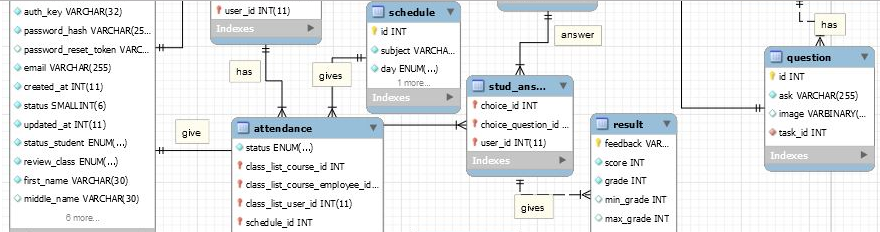 auth_key VARCHAR(32)
password_hash VARCHAR(25...
password_reset_token VARC...
email VARCHAR(255)
created_at INT(11)
status SMALLINT(6)
updated_at INT(11)
status_student ENUM(...)
review_class ENUM(...)
first_name VARCHAR(30)
middle_name VARCHAR(30)
6 more...
user_id INT(11)
Indexes
has
gives
give
schedule
id INT
subject VARCHA...
day ENUM(...)
1 more...
Indexes
attendance
status ENUM(...)
class_list_course_id INT
class_list_course_employee_id...
class_list_user_id INT(11)
schedule_id INT
answer
stud_ans...
choice_id INT
choice_question_id ...
user_id INT(11)
Indexes
gives
result
feedback VAR...
score INT
grade INT
min_grade INT
max_grade INT
has
question
id INT
ask VARCHAR(255)
image VARBINARY(...
task_id INT
Indexes